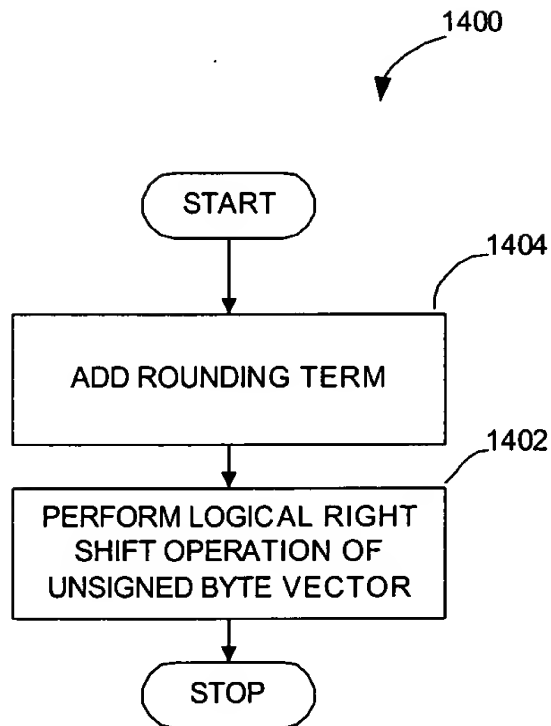 1400
START
1404
ADD ROUNDING TERM
1402
PERFORM LOGICAL RIGHT
SHIFT OPERATION OF
UNSIGNED BYTE VECTOR
STOP